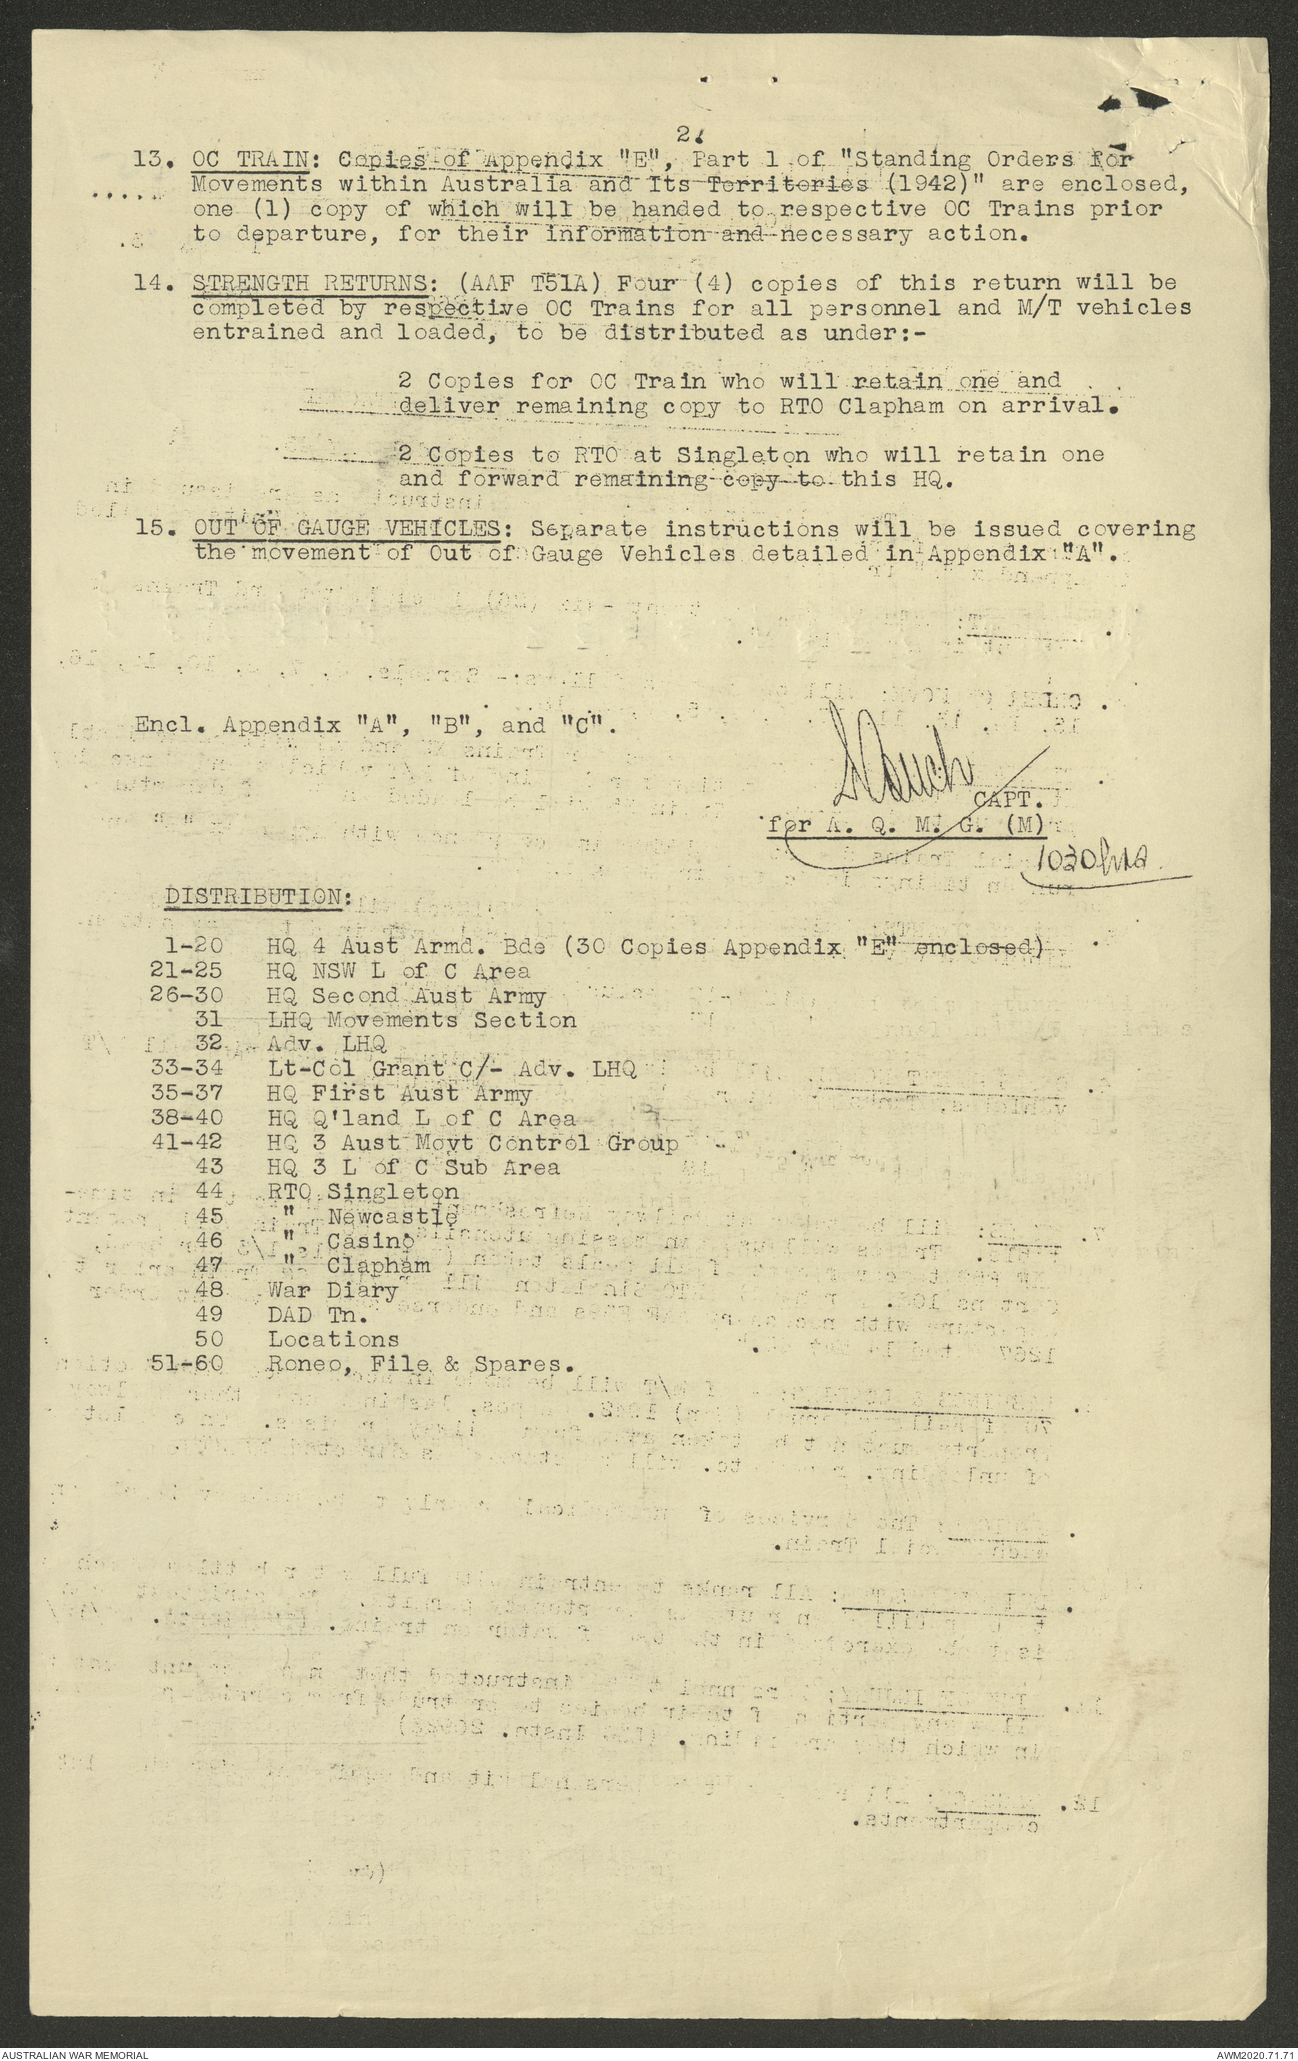 2.
13. OC TRAIN: Copies of Appendix "E", Part 1 of "Standing Orders for
..... Movements within Australia and Its Territories (1942)" are enclosed,
one (1) copy of which will be handed to respective OC Trains prior
to departure, for their information and necessary action.
14. STRENGTH RETURNS: (AAF T51A) Four (4) copies of this return will be
completed by respective OC Trains for all personnel and M/T vehicles
entrained and loaded, to be distributed as under:-
2 Copies for OC Train who will retain one and
deliver remaining copy to RTO Clapham on arrival.
2 Copies to RTO at Singleton who will retain one
and forward remaining copy to this HQ.
15. OUT OF GAUGE VEHICLES: Separate instructions will be issued covering
the movement of Out of Gauge Vehicles detailed in Appendix "A".
Encl. Appendix "A", "B", and "C".
CAPT.
for A. Q. M. G. (M)
1030 hrs.
DISTRIBUTION:
1-20 HQ 4 Aust Armd. Bde (30 Copies Appendix "E" enclosed)
21-25 HQ NSW L of C Area
26-30 HQ Second Aust Army
31 LHQ Movements Section
32 Adv. LHQ
33-34 Lt-Col Grant C/- Adv. LHQ
35-37 HQ First Aust Army
38-40 HQ Q'land L of C Area
41-42 HQ 3 Aust Movt Control Group
43 HQ 3 L of C Sub Area
44 RTO Singleton
45 " Newcastle
46 " Casino
47 " Clapham
48 War Diary
49 DAD Tn.
50 Locations
51-60 Roneo, File & Spares.
AUSTRALIAN WAR MEMORIAL
AWM2020.71.71